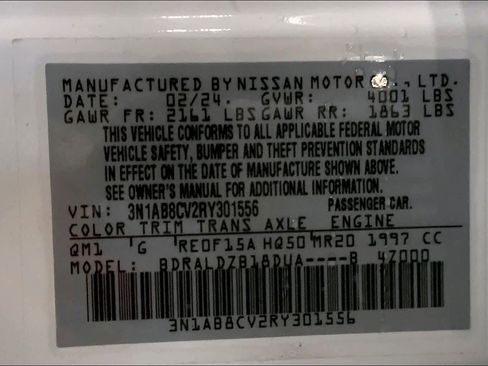 MANUFACTURED BY NISSAN MOTOR CO., LTD.
DATE: 02/24. GVWR: 4001 LBS
GAWR FR: 2161 LBS GAWR RR: 1863 LBS
THIS VEHICLE CONFORMS TO ALL APPLICABLE FEDERAL MOTOR
VEHICLE SAFETY, BUMPER AND THEFT PREVENTION STANDARDS
IN EFFECT ON THE DATE OF MANUFACTURE SHOWN ABOVE.
SEE OWNER'S MANUAL FOR ADDITIONAL INFORMATION.
VIN: 3N1AB8CV2RY301556 PASSENGER CAR.
COLOR TRIM TRANS AXLE ENGINE
QM1 G RE0F15A HQ50 MR20 1997 CC
MODEL: BDRALDZB18DUA----B 47000
3N1AB8CV2RY301556